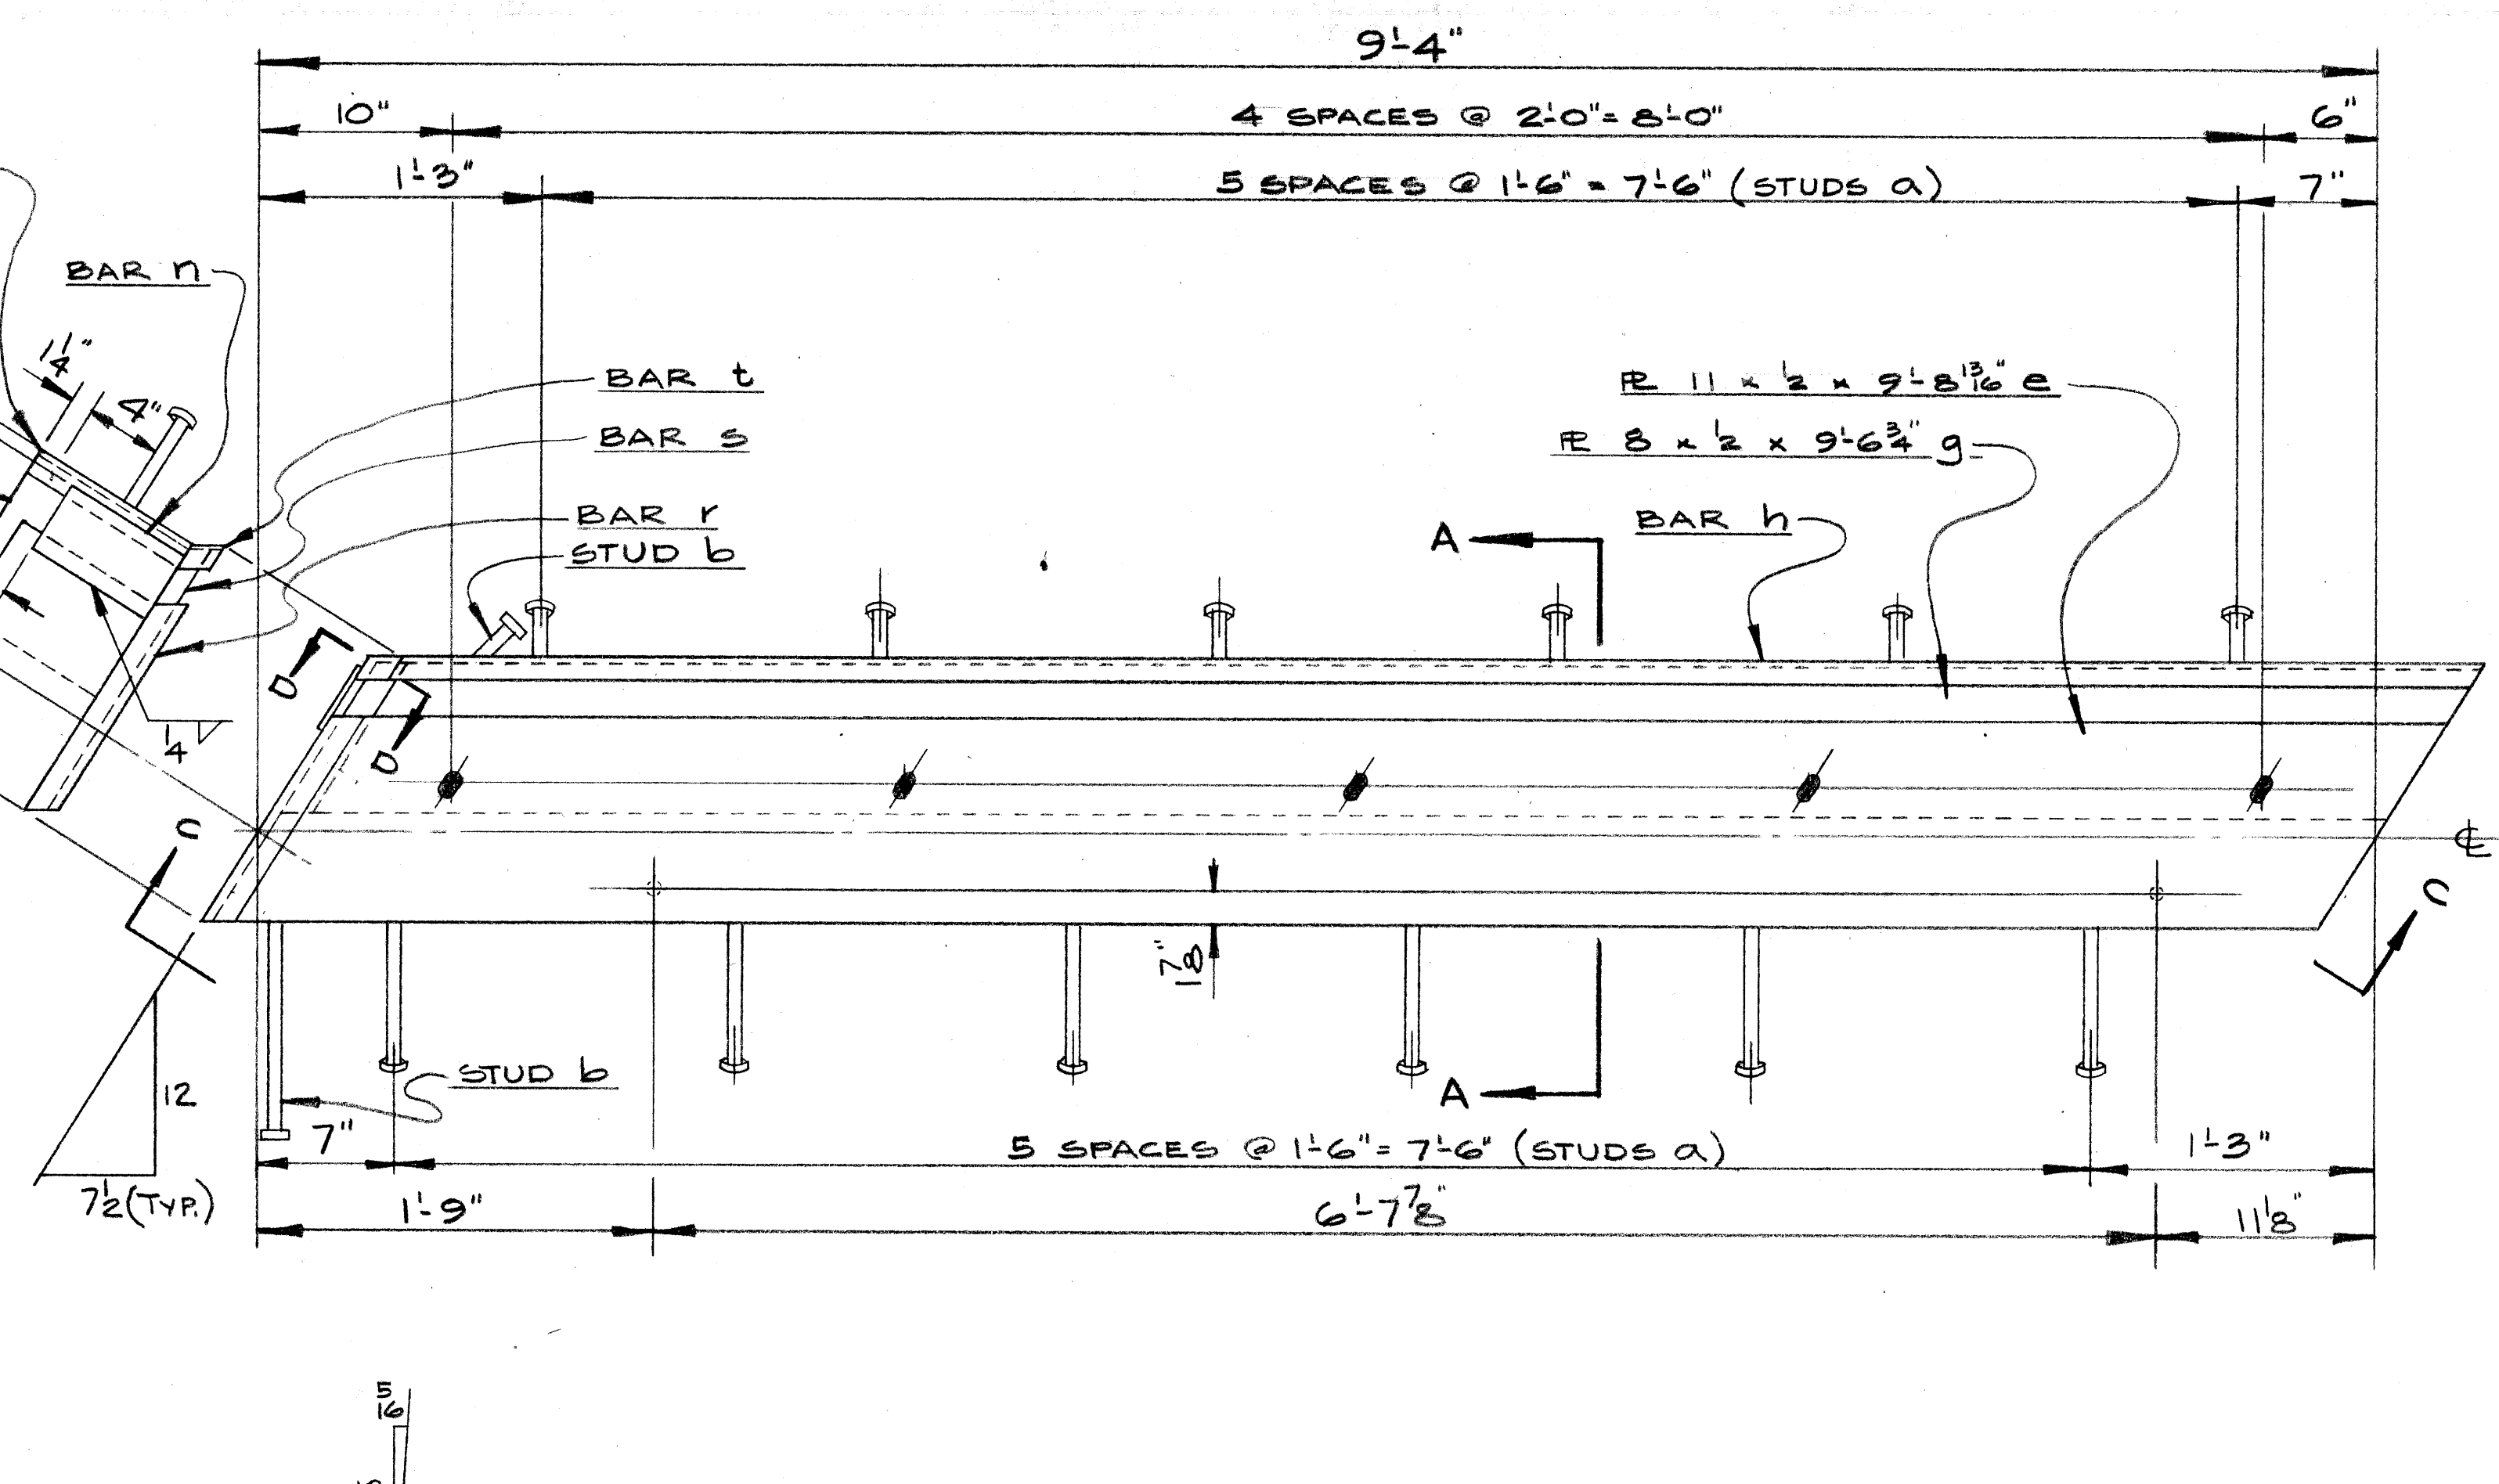 9'-4"
10"
4 SPACES @ 2'-0" = 8'-0"
6"
1'-3"
5 SPACES @ 1'-6" = 7'-6" (STUDS a)
7"
BAR n
1 1/4"
4"
BAR t
BAR s
BAR r
STUD b
PL 11 x 1/2 x 9'-8 13/16" e
PL 8 x 1/2 x 9'-6 3/4" g
BAR h
A
D
D
1/4
C
℄
C
1 7/8"
A
12
7 1/2 (TYP.)
STUD b
7"
5 SPACES @ 1'-6" = 7'-6" (STUDS a)
1'-3"
1'-9"
6'-7 7/8"
11 1/8"
5/16